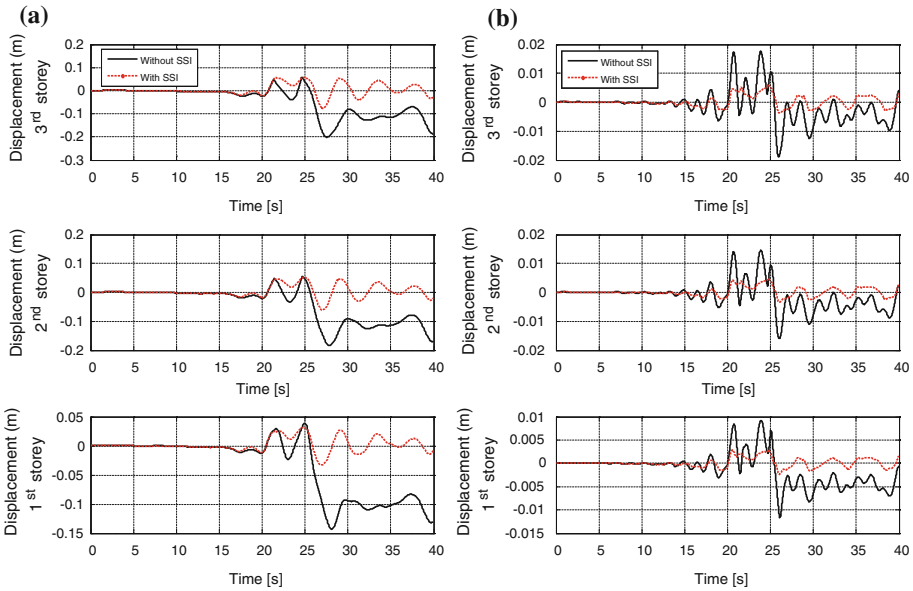 (a)
Displacement (m)
3rd storey
0.2
0.1
0
-0.1
-0.2
-0.3
Without SSI
With SSI
0 5 10 15 20 25 30 35 40
Time [s]
Displacement (m)
2nd storey
0.2
0.1
0
-0.1
-0.2
0 5 10 15 20 25 30 35 40
Time [s]
Displacement (m)
1st storey
0.05
0
-0.05
-0.1
-0.15
0 5 10 15 20 25 30 35 40
Time [s]
(b)
Displacement (m)
3rd storey
0.02
0.01
0
-0.01
-0.02
Without SSI
With SSI
0 5 10 15 20 25 30 35 40
Time [s]
Displacement (m)
2nd storey
0.02
0.01
0
-0.01
-0.02
0 5 10 15 20 25 30 35 40
Time [s]
Displacement (m)
1st storey
0.01
0.005
0
-0.005
-0.01
-0.015
0 5 10 15 20 25 30 35 40
Time [s]